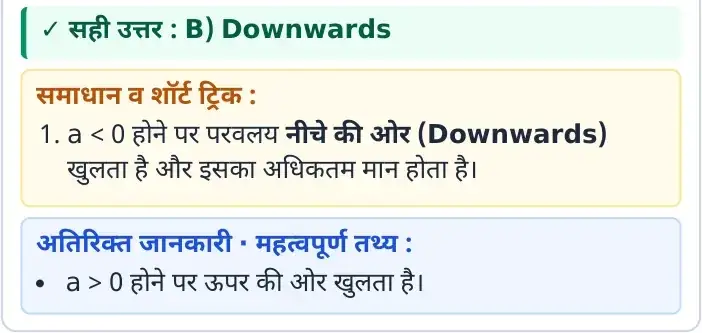 ✓ सही उत्तर : B) Downwards
समाधान व शॉर्ट ट्रिक :
1. a < 0 होने पर परवलय नीचे की ओर (Downwards)
खुलता है और इसका अधिकतम मान होता है।
अतिरिक्त जानकारी · महत्वपूर्ण तथ्य :
• a > 0 होने पर ऊपर की ओर खुलता है।